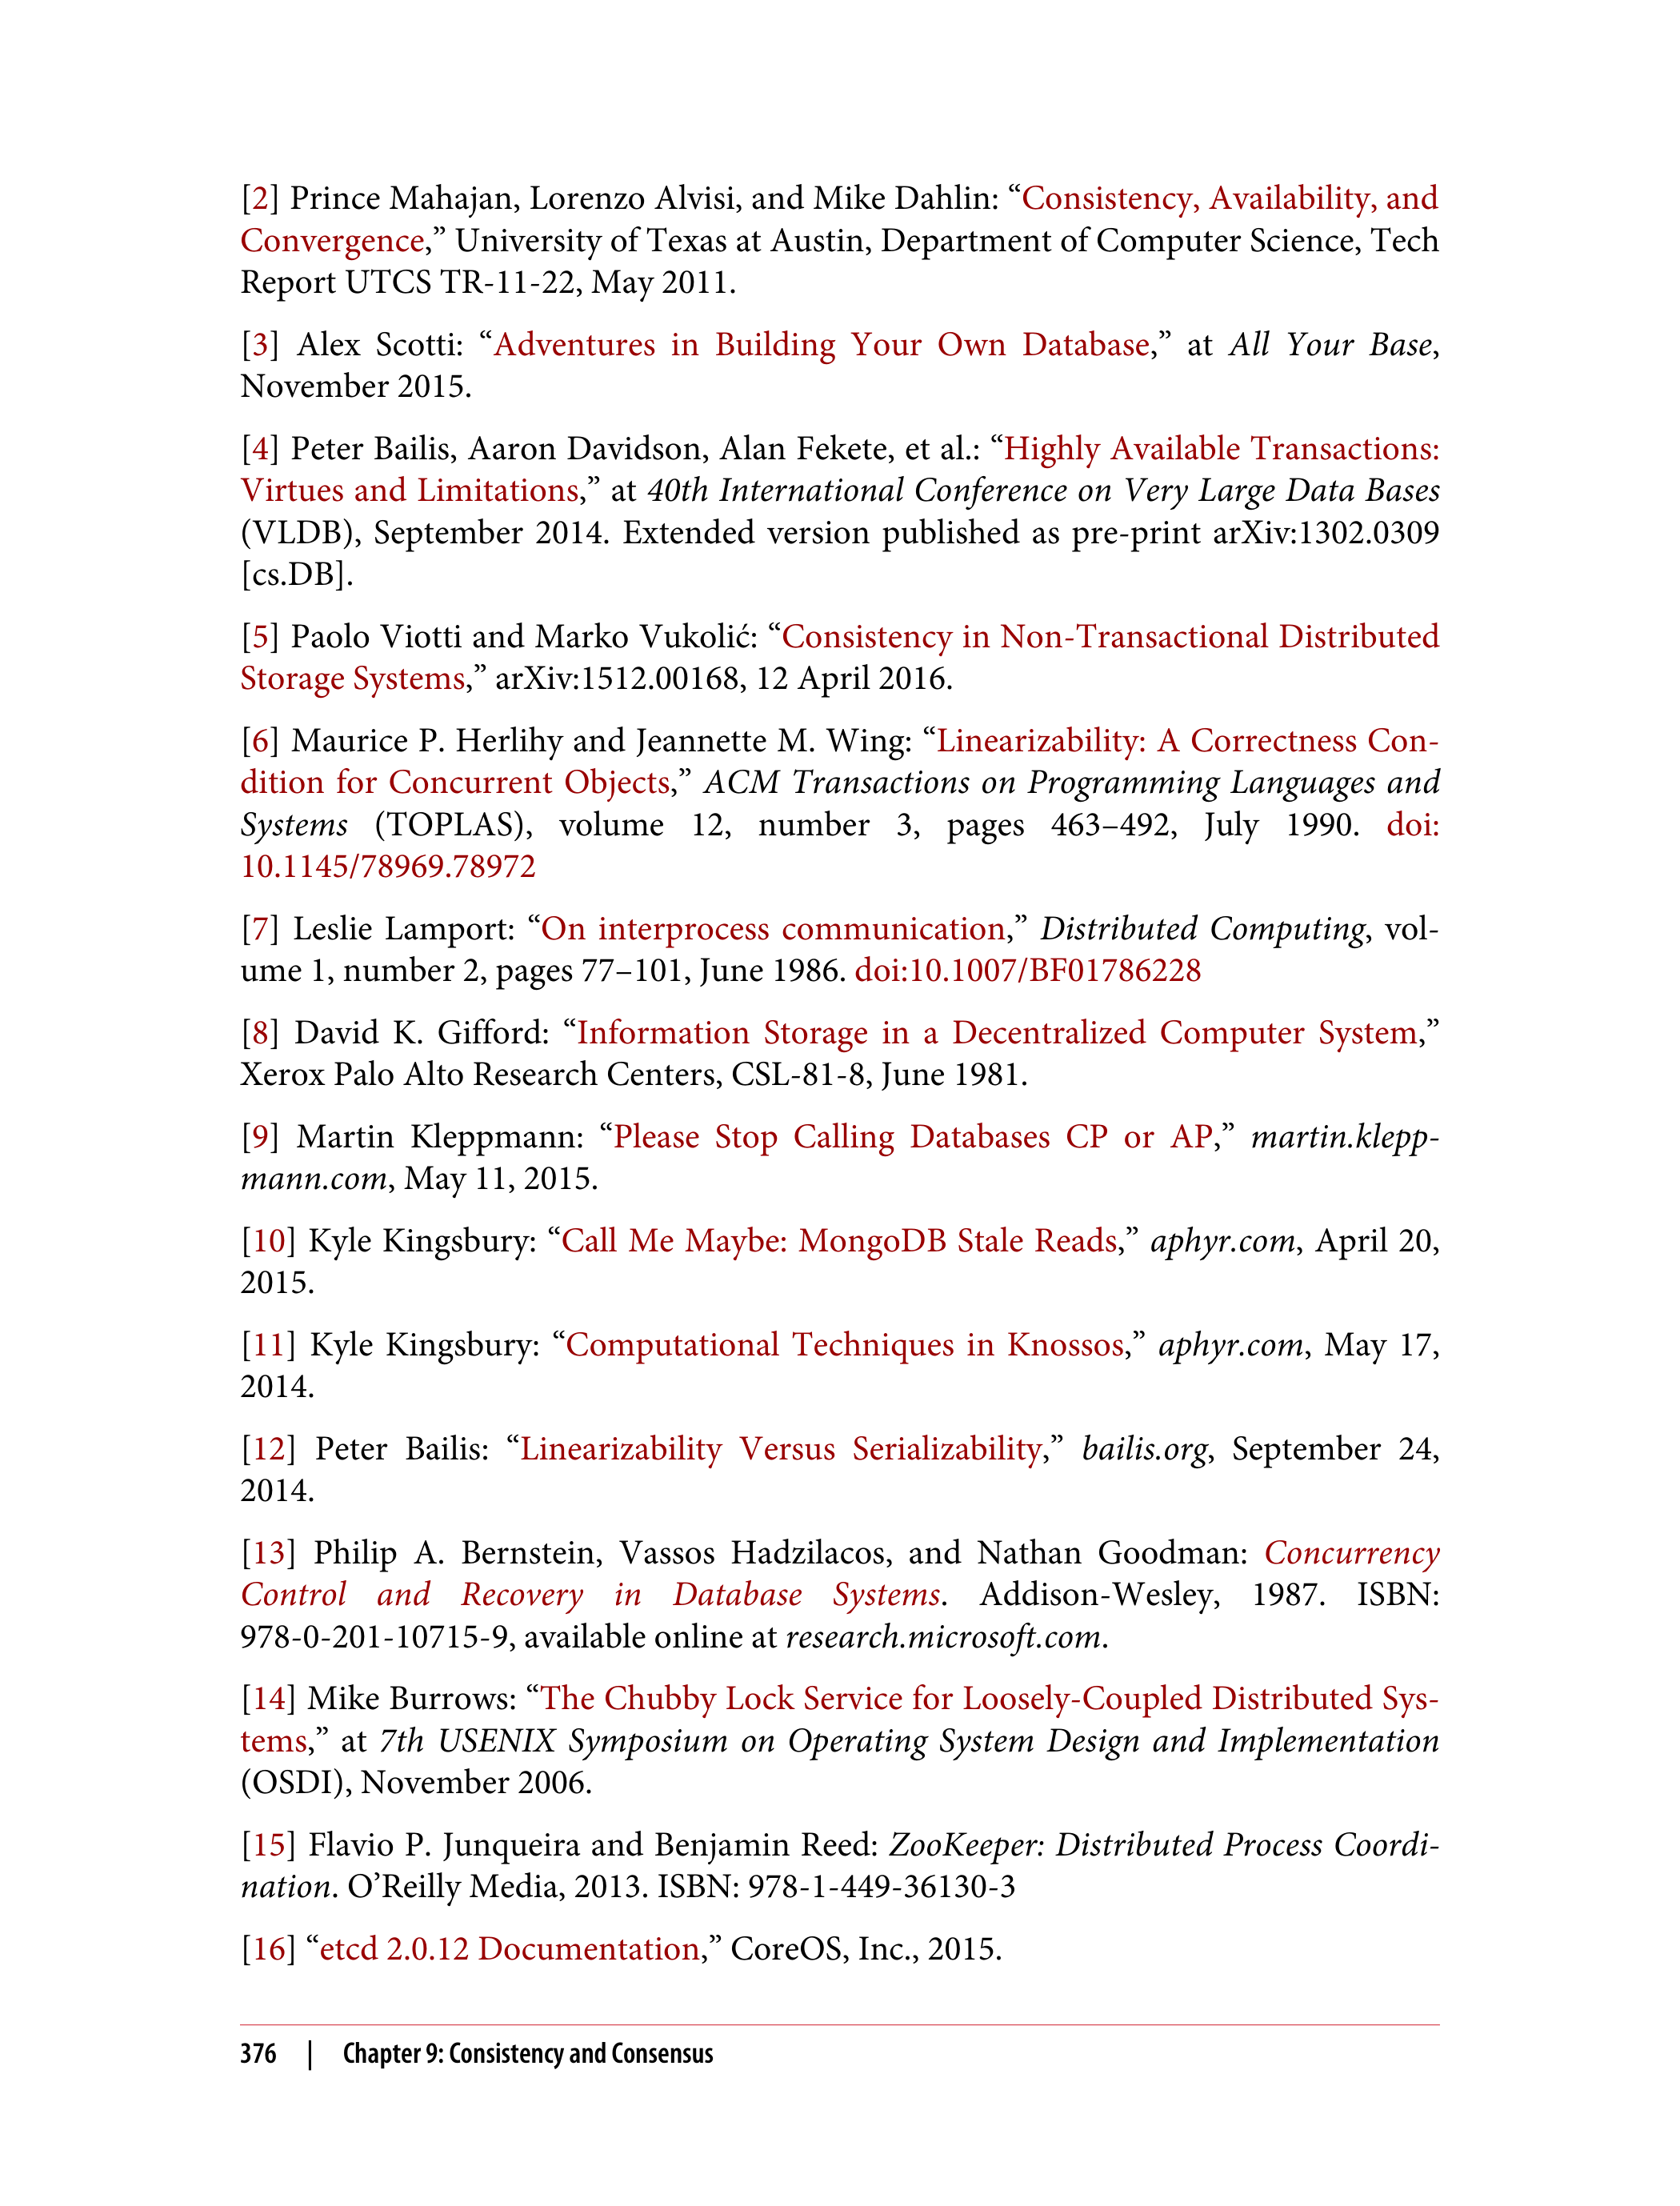 [2] Prince Mahajan, Lorenzo Alvisi, and Mike Dahlin: “Consistency, Availability, and
Convergence,” University of Texas at Austin, Department of Computer Science, Tech
Report UTCS TR-11-22, May 2011.
[3] Alex Scotti: “Adventures in Building Your Own Database,” at All Your Base,
November 2015.
[4] Peter Bailis, Aaron Davidson, Alan Fekete, et al.: “Highly Available Transactions:
Virtues and Limitations,” at 40th International Conference on Very Large Data Bases
(VLDB), September 2014. Extended version published as pre-print arXiv:1302.0309
[cs.DB].
[5] Paolo Viotti and Marko Vukolić: “Consistency in Non-Transactional Distributed
Storage Systems,” arXiv:1512.00168, 12 April 2016.
[6] Maurice P. Herlihy and Jeannette M. Wing: “Linearizability: A Correctness Con-
dition for Concurrent Objects,” ACM Transactions on Programming Languages and
Systems (TOPLAS), volume 12, number 3, pages 463–492, July 1990. doi:
10.1145/78969.78972
[7] Leslie Lamport: “On interprocess communication,” Distributed Computing, vol-
ume 1, number 2, pages 77–101, June 1986. doi:10.1007/BF01786228
[8] David K. Gifford: “Information Storage in a Decentralized Computer System,”
Xerox Palo Alto Research Centers, CSL-81-8, June 1981.
[9] Martin Kleppmann: “Please Stop Calling Databases CP or AP,” martin.klepp-
mann.com, May 11, 2015.
[10] Kyle Kingsbury: “Call Me Maybe: MongoDB Stale Reads,” aphyr.com, April 20,
2015.
[11] Kyle Kingsbury: “Computational Techniques in Knossos,” aphyr.com, May 17,
2014.
[12] Peter Bailis: “Linearizability Versus Serializability,” bailis.org, September 24,
2014.
[13] Philip A. Bernstein, Vassos Hadzilacos, and Nathan Goodman: Concurrency
Control and Recovery in Database Systems. Addison-Wesley, 1987. ISBN:
978-0-201-10715-9, available online at research.microsoft.com.
[14] Mike Burrows: “The Chubby Lock Service for Loosely-Coupled Distributed Sys-
tems,” at 7th USENIX Symposium on Operating System Design and Implementation
(OSDI), November 2006.
[15] Flavio P. Junqueira and Benjamin Reed: ZooKeeper: Distributed Process Coordi-
nation. O’Reilly Media, 2013. ISBN: 978-1-449-36130-3
[16] “etcd 2.0.12 Documentation,” CoreOS, Inc., 2015.
376 | Chapter 9: Consistency and Consensus